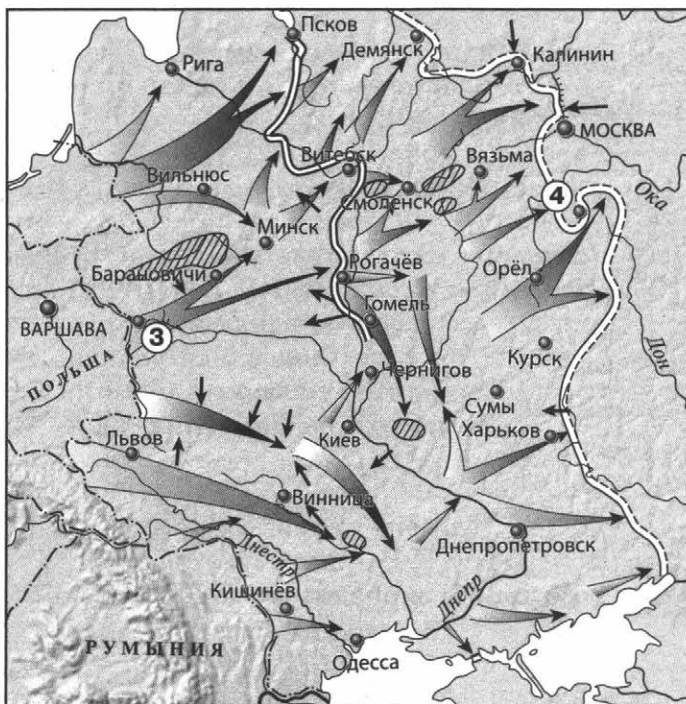 Псков
Демянск
Рига
Калинин
МОСКВА
Витебск
Вязьма
Вильнюс
Смоленск
4
Ока
Минск
Барановичи
Рогачёв
Орёл
ВАРШАВА
3
Гомель
ПОЛЬША
Курск
Дон
Чернигов
Сумы
Львов
Киев
Харьков
Винница
Днестр
Днепропетровск
Кишинёв
Днепр
РУМЫНИЯ
Одесса